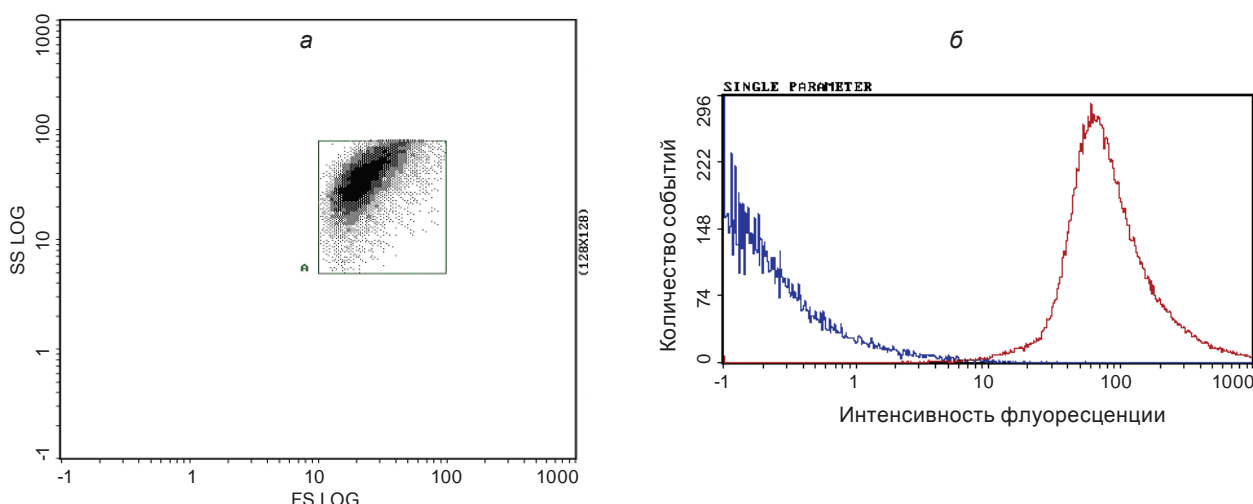 а
1000
100
10
1
-1
SS LOG
A
-1 1 10 100 1000
FS LOG
(128X128)
б
SINGLE PARAMETER
296
222
148
74
0
Количество событий
-1 1 10 100 1000
Интенсивность флуоресценции